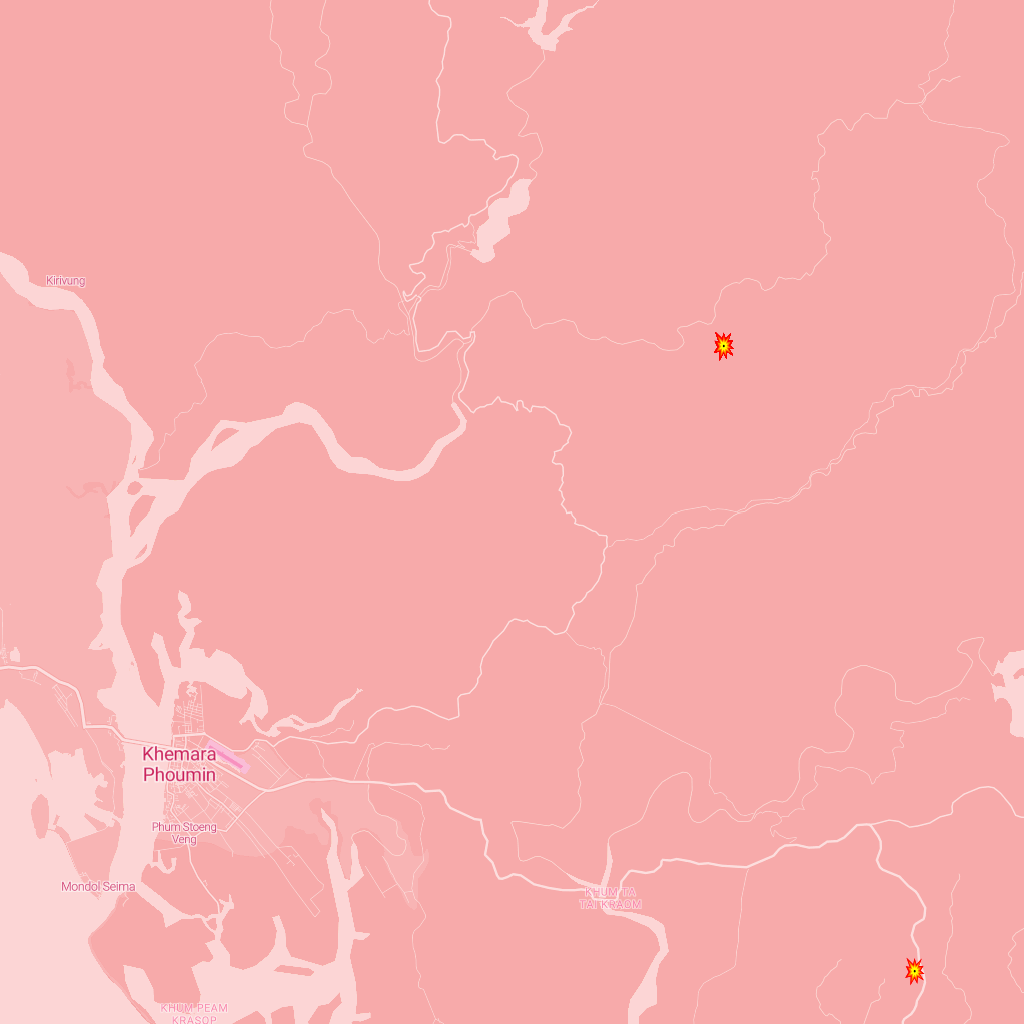 Kirivung
Khemara
Phoumin
Phum Stoeng
Veng
Mondol Seima
KHUM TA
TAI KRAOM
KHUM PEAM
KRASOP